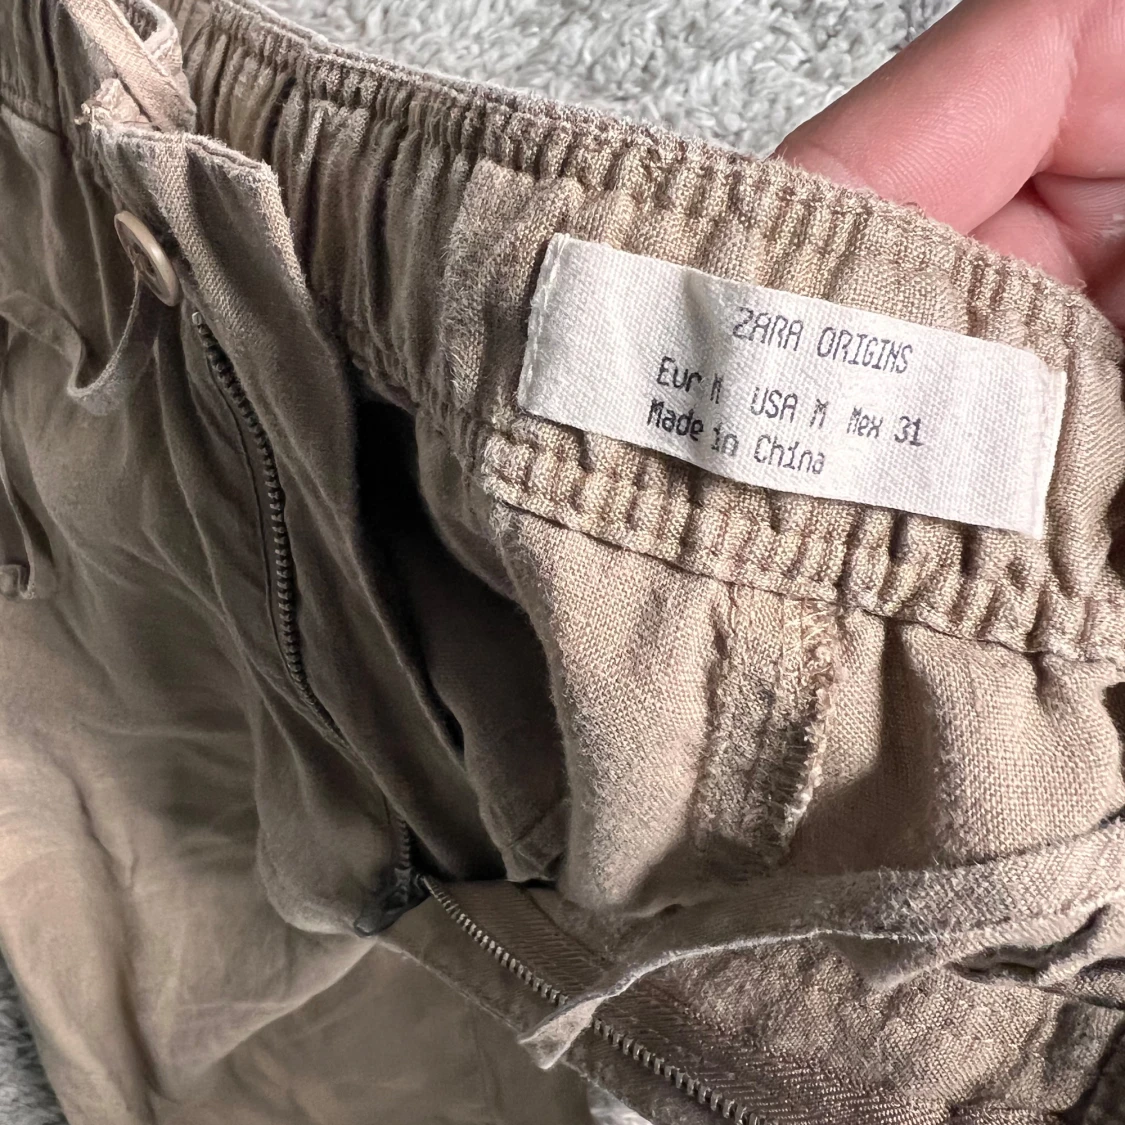 ZARA ORIGINS
Eur M USA M Mex 31
Made in China